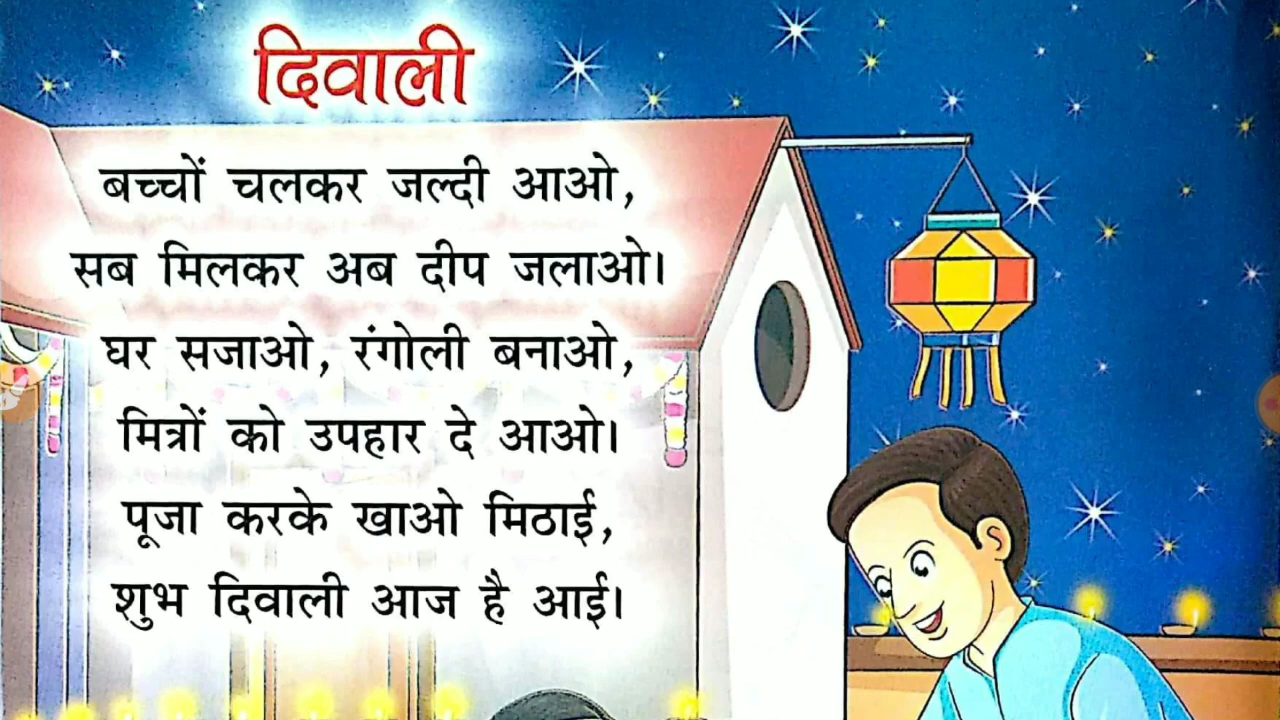 दिवाली
बच्चों चलकर जल्दी आओ,
सब मिलकर अब दीप जलाओ।
घर सजाओ, रंगोली बनाओ,
मित्रों को उपहार दे आओ।
पूजा करके खाओ मिठाई,
शुभ दिवाली आज है आई।